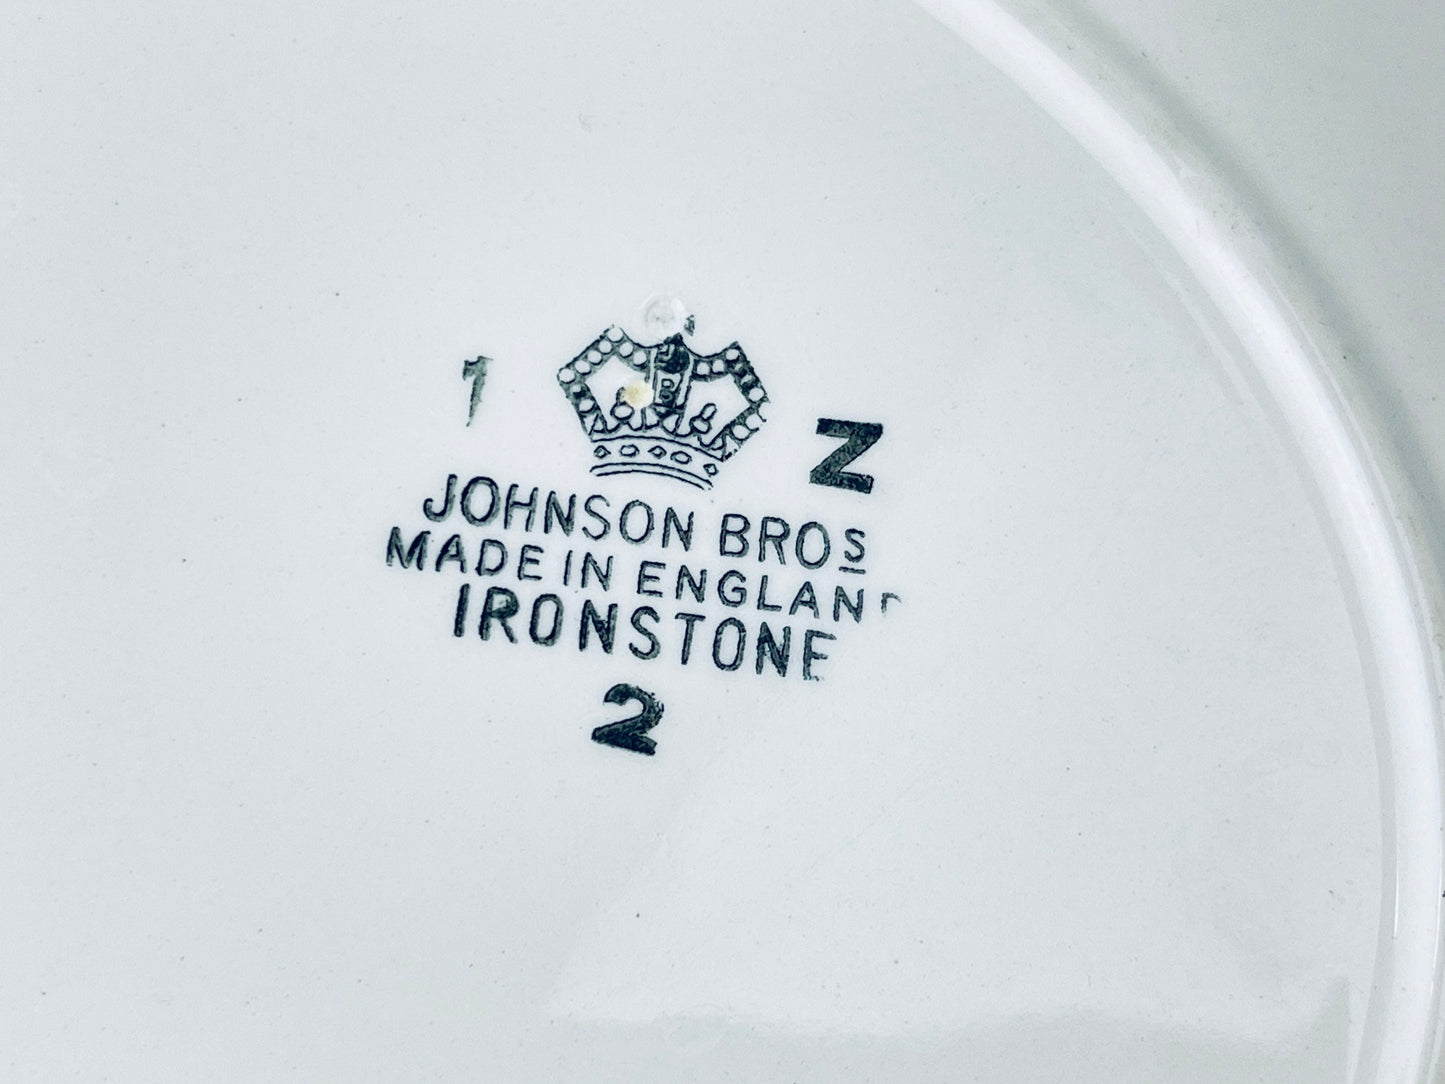 1
Z
JOHNSON BROS
MADE IN ENGLAND
IRONSTONE
2